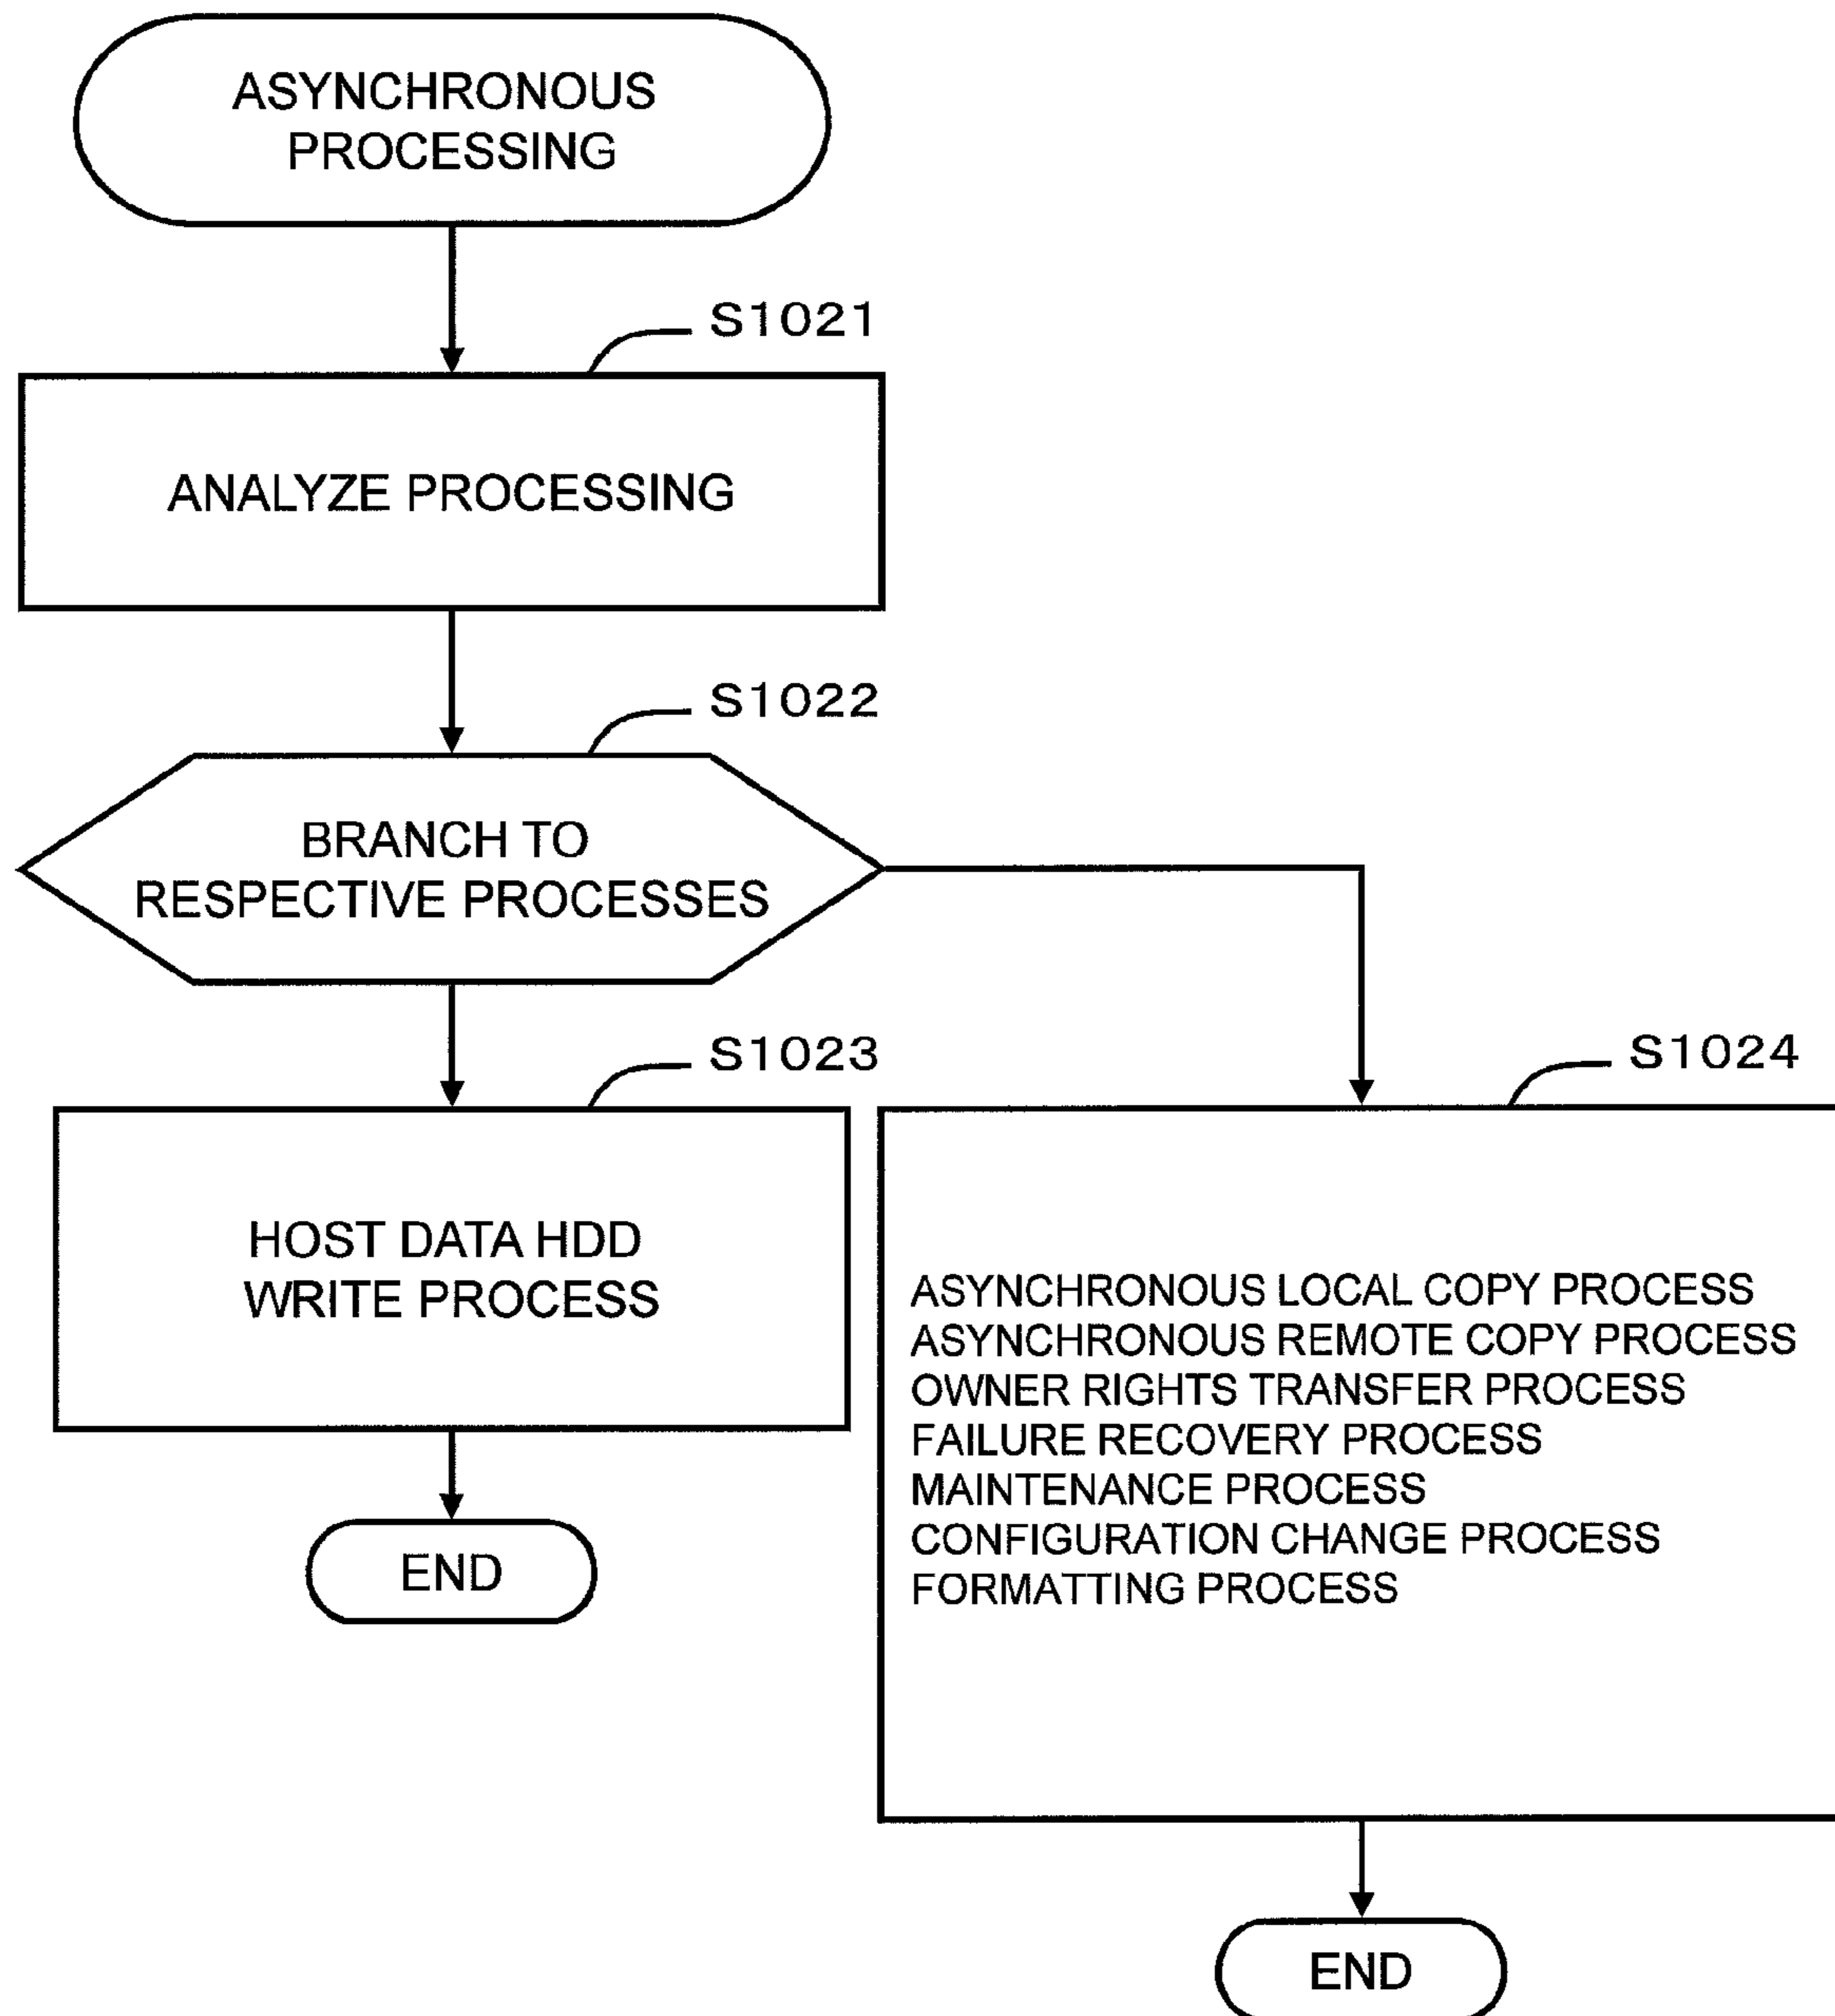 ASYNCHRONOUS
PROCESSING
S1021
ANALYZE PROCESSING
S1022
BRANCH TO
RESPECTIVE PROCESSES
S1023
HOST DATA HDD
WRITE PROCESS
END
S1024
ASYNCHRONOUS LOCAL COPY PROCESS
ASYNCHRONOUS REMOTE COPY PROCESS
OWNER RIGHTS TRANSFER PROCESS
FAILURE RECOVERY PROCESS
MAINTENANCE PROCESS
CONFIGURATION CHANGE PROCESS
FORMATTING PROCESS
END